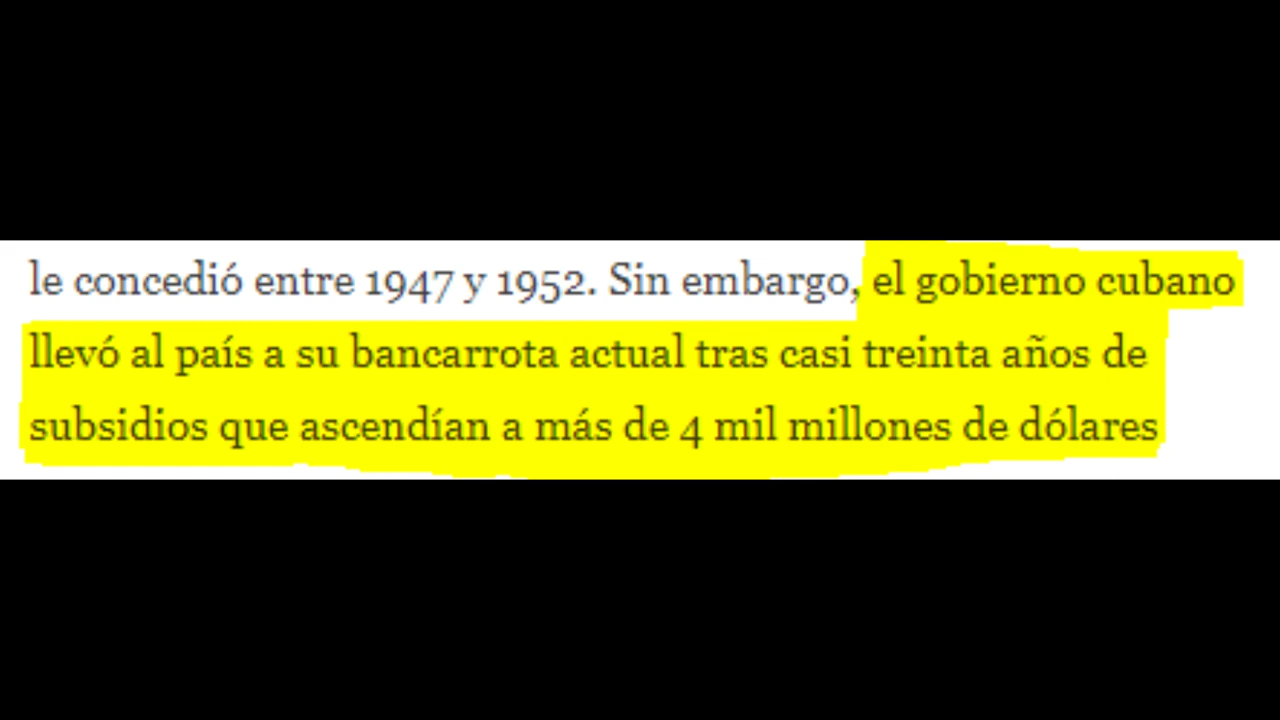 le concedió entre 1947 y 1952. Sin embargo, el gobierno cubano
llevó al país a su bancarrota actual tras casi treinta años de
subsidios que ascendían a más de 4 mil millones de dólares